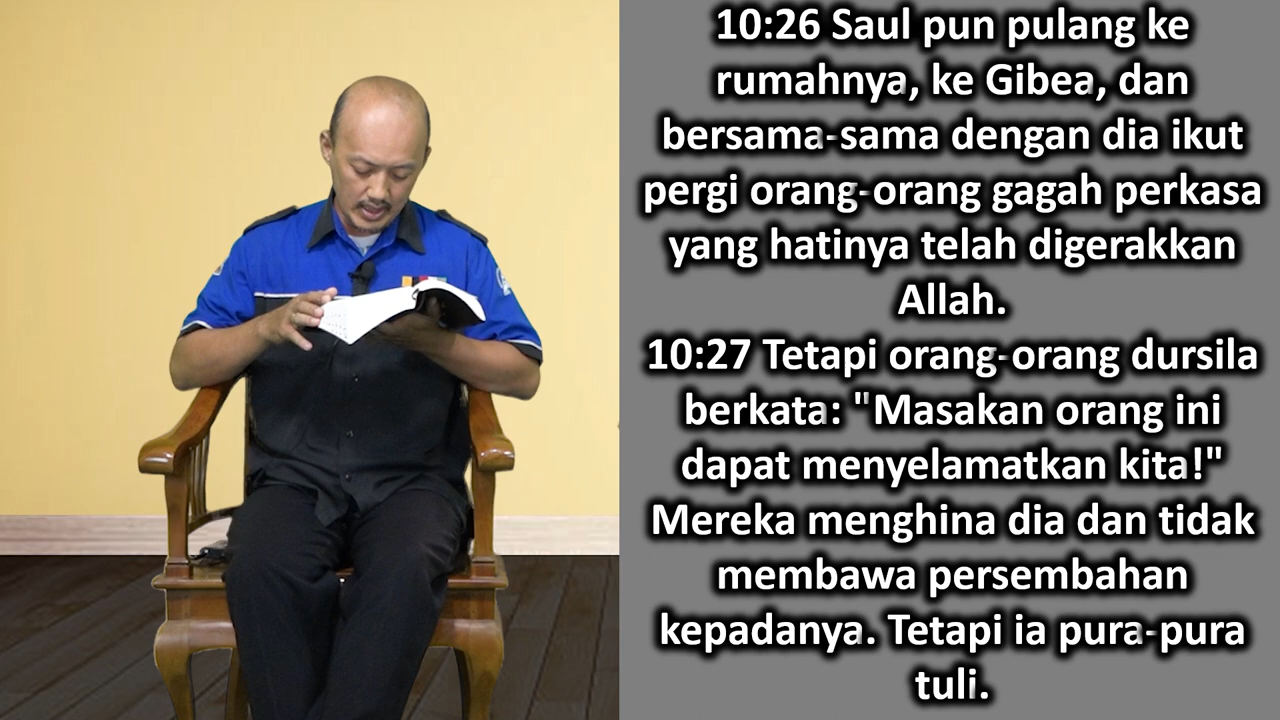 10:26 Saul pun pulang ke
rumahnya, ke Gibea, dan
bersama-sama dengan dia ikut
pergi orang-orang gagah perkasa
yang hatinya telah digerakkan
Allah.
10:27 Tetapi orang-orang dursila
berkata: "Masakan orang ini
dapat menyelamatkan kita!"
Mereka menghina dia dan tidak
membawa persembahan
kepadanya. Tetapi ia pura-pura
tuli.